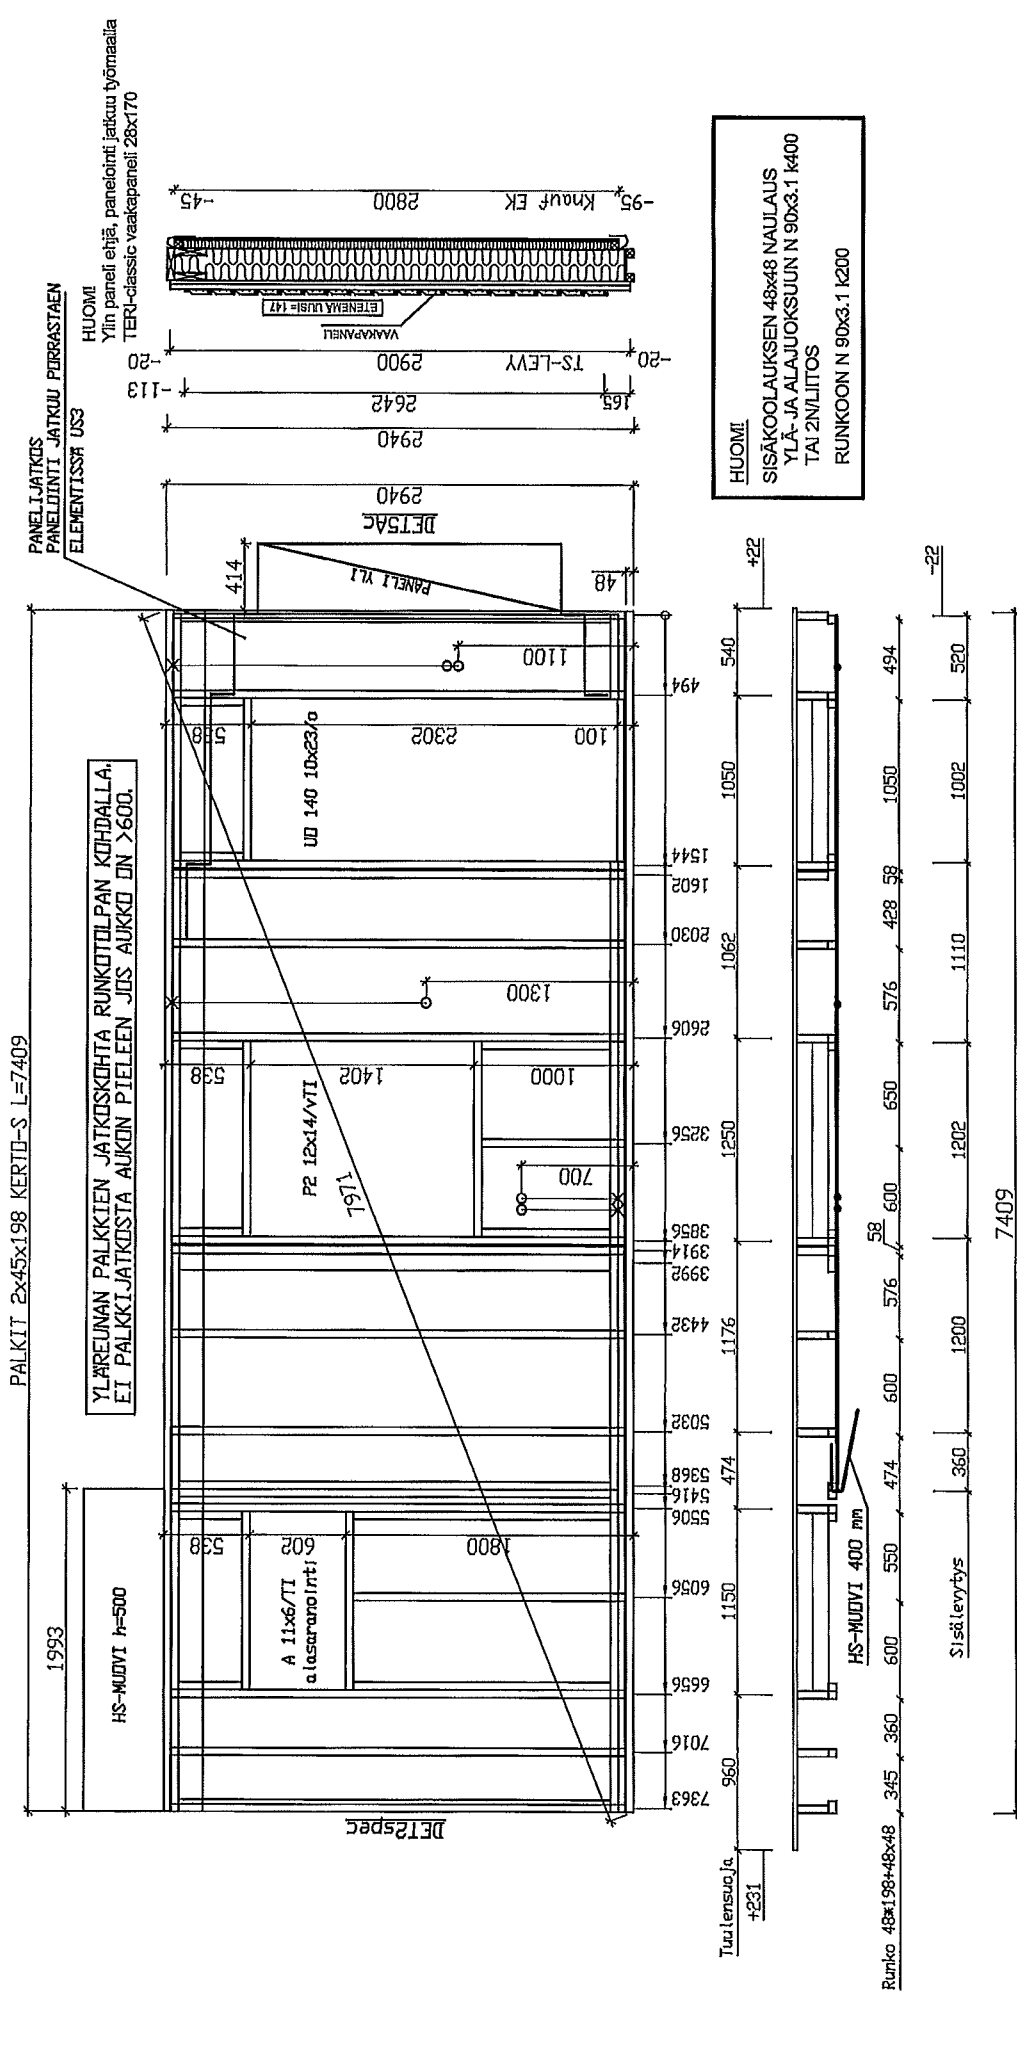 PALKIT 2x45x198 KERTO-S L=7409
1993
HS-MUOVI h=500
YLÄREUNAN PALKKIEN JATKOSKOHTA RUNKOTOLPAN KOHDALLA.
EI PALKKIJATKOSTA AUKON PIELEEN JOS AUKKO ON >600.
PANELIJATKOS
PANELOINTI JATKUU PORRASTAEN
ELEMENTISSÄ US3
HUOM!
Ylin paneli ehjä, panelointi jatkuu työmaalla
TERI-classic vaakapaneli 28x170
DET2spec
538
602
1800
A 11x6/TI
alasaranointi
7971
538
1402
1000
P2 12x14/vTI
700
1300
538
2302
100
UO 140 10x23/o
1100
414
PANELI YLI
48
DET5Ac
2940
2940
-113
2642
165
-20
2900
TS-LEVY
-20
VAAKAPANELI
ETENEMÄ UUSI= 147
-45
2800
Knauf EK
-95
7363
7016
6656
6056
5506
5416
5368
5032
4432
3992
3914
3856
3256
2606
2030
1602
1544
494
Tuulensuoja
+231
960
1150
474
1176
1250
1062
1050
540
+22
HS-MUOVI 400 mm
Runko 48*198+48x48
345
360
600
550
474
600
576
58
600
650
576
428
58
1050
494
Sisälevytys
360
1200
1202
1110
1002
520
-22
7409
HUOM!
SISÄKOOLAUKSEN 48x48 NAULAUS
YLÄ- JA ALAJUOKSUUN N 90x3.1 k400
TAI 2N/LIITOS
RUNKOON N 90x3.1 k200